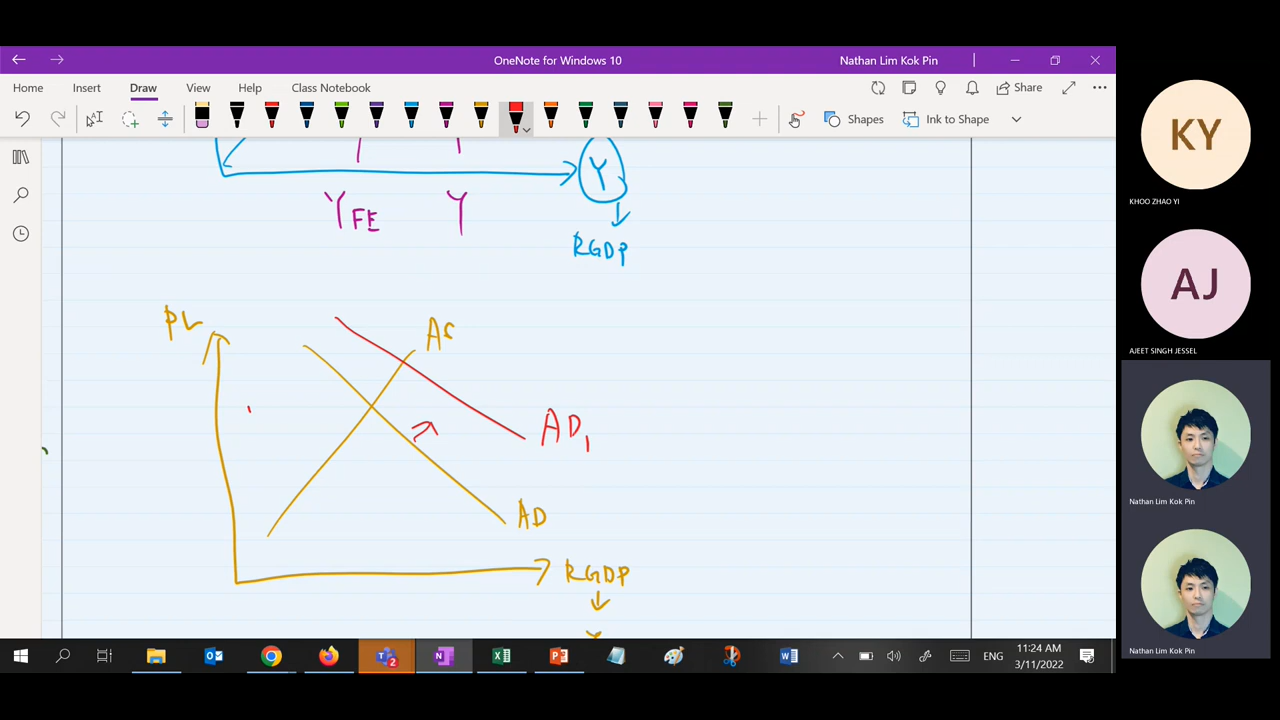 OneNote for Windows 10
Nathan Lim Kok Pin
Home Insert Draw View Help Class Notebook
Share
Shapes
Ink to Shape
Y
Y FE
Y
RGDP
PL
AS
AD1
AD
RGDP
KY
KHOO ZHAO YI
AJ
AJEET SINGH JESSEL
Nathan Lim Kok Pin
Nathan Lim Kok Pin
2
ENG
11:24 AM
3/11/2022